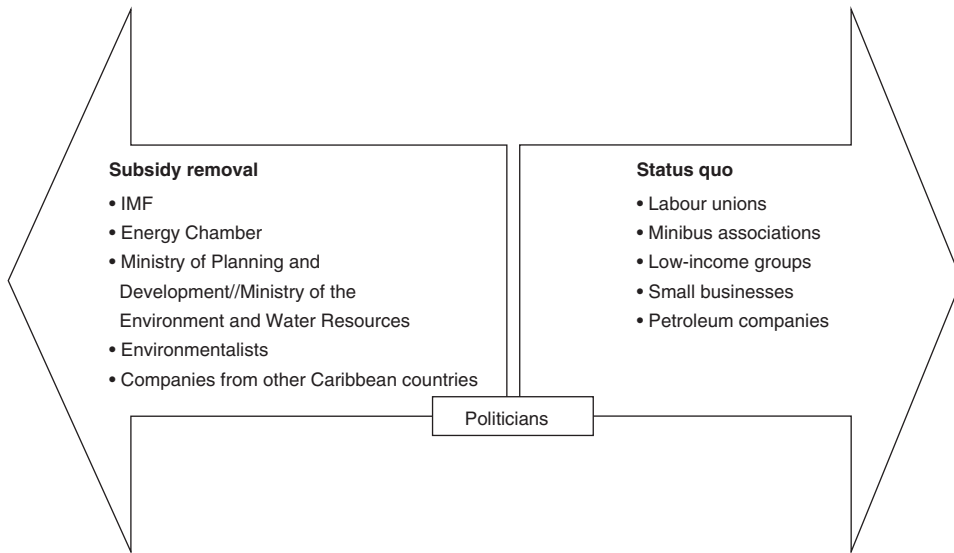 Subsidy removal
• IMF
• Energy Chamber
• Ministry of Planning and
Development//Ministry of the
Environment and Water Resources
• Environmentalists
• Companies from other Caribbean countries
Status quo
• Labour unions
• Minibus associations
• Low-income groups
• Small businesses
• Petroleum companies
Politicians